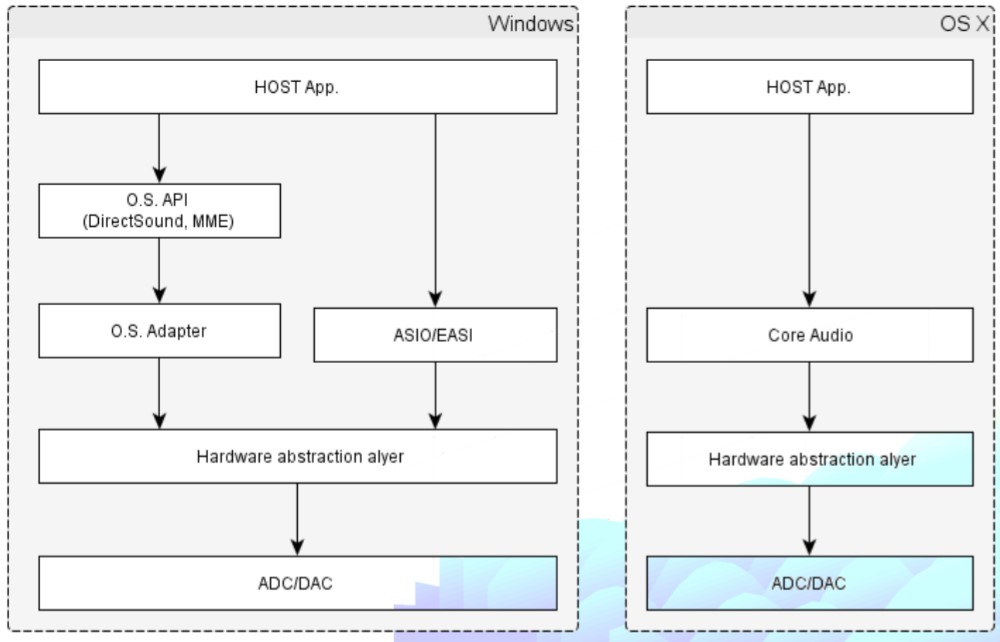 Windows
HOST App.
O.S. API
(DirectSound, MME)
O.S. Adapter
ASIO/EASI
Hardware abstraction alyer
ADC/DAC
OS X
HOST App.
Core Audio
Hardware abstraction alyer
ADC/DAC